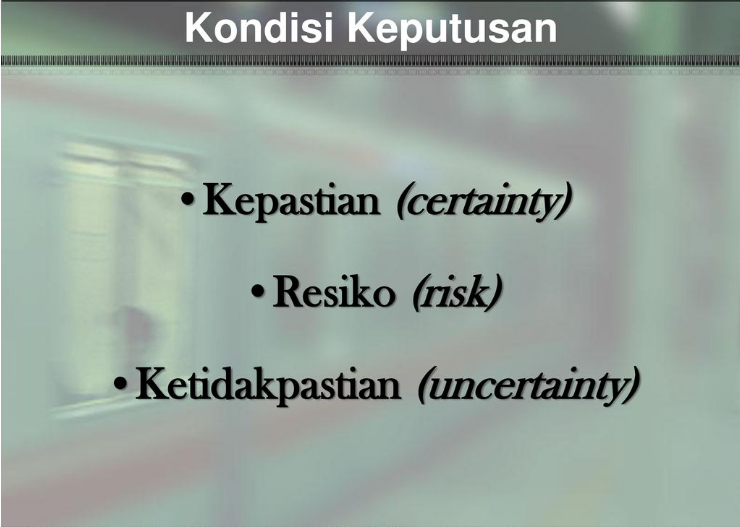 Kondisi Keputusan
• Kepastian (certainty)
• Resiko (risk)
• Ketidakpastian (uncertainty)